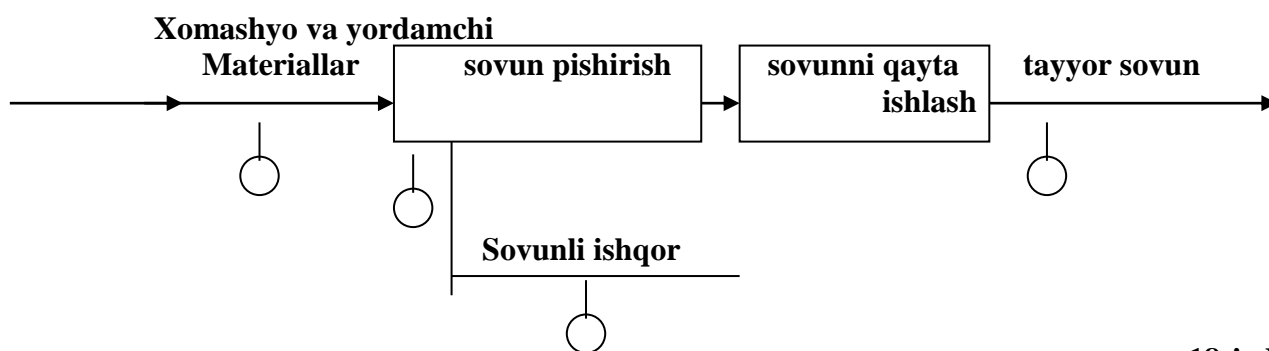 Xomashyo va yordamchi
Materiallar
sovun pishirish
sovunni qayta
ishlash
tayyor sovun
Sovunli ishqor